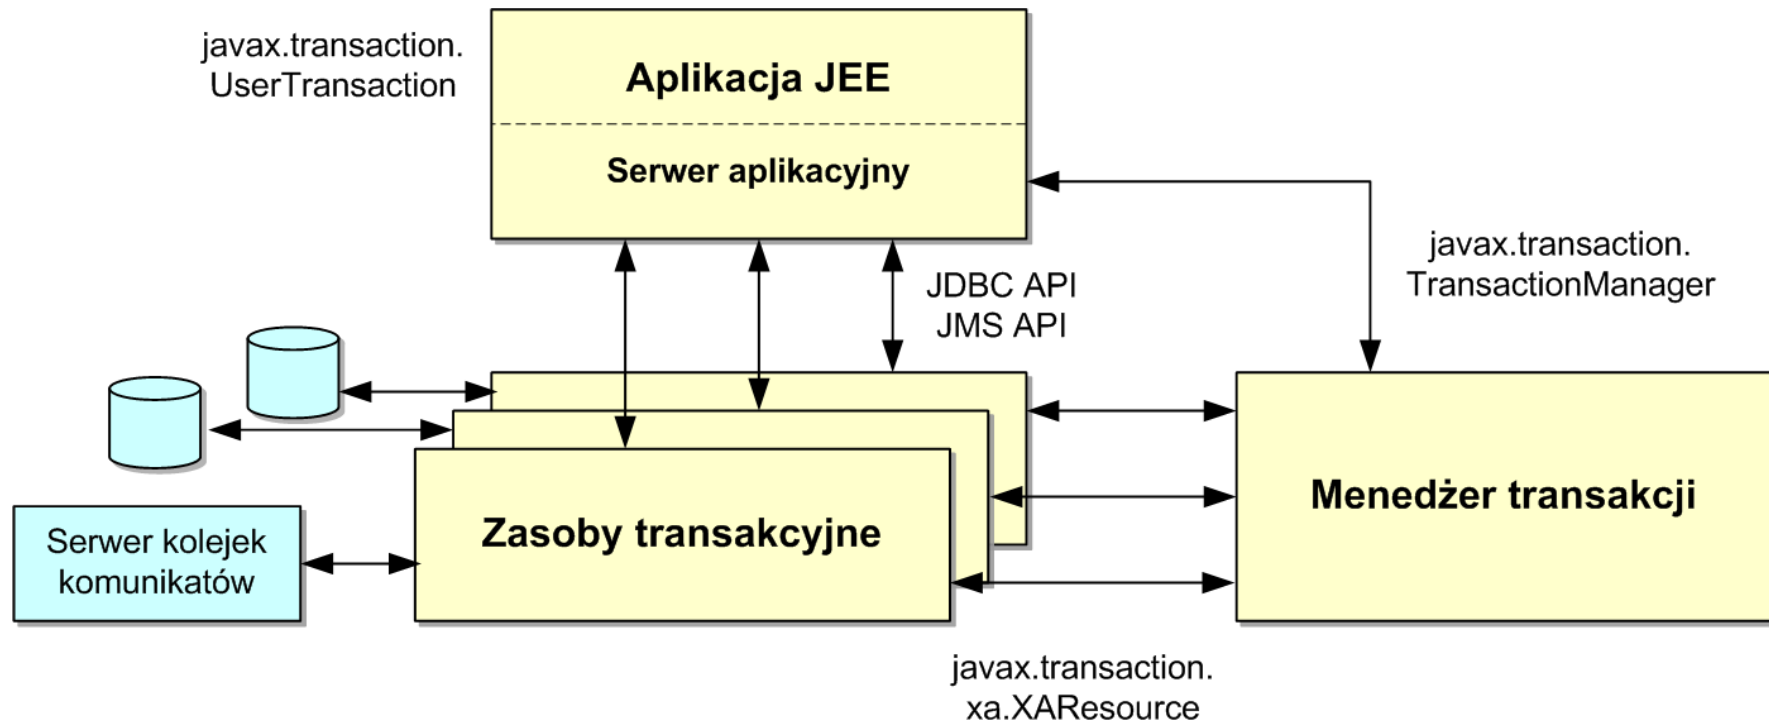 javax.transaction.
UserTransaction
Aplikacja JEE
Serwer aplikacyjny
javax.transaction.
TransactionManager
JDBC API
JMS API
Serwer kolejek
komunikatów
Zasoby transakcyjne
Menedżer transakcji
javax.transaction.
xa.XAResource